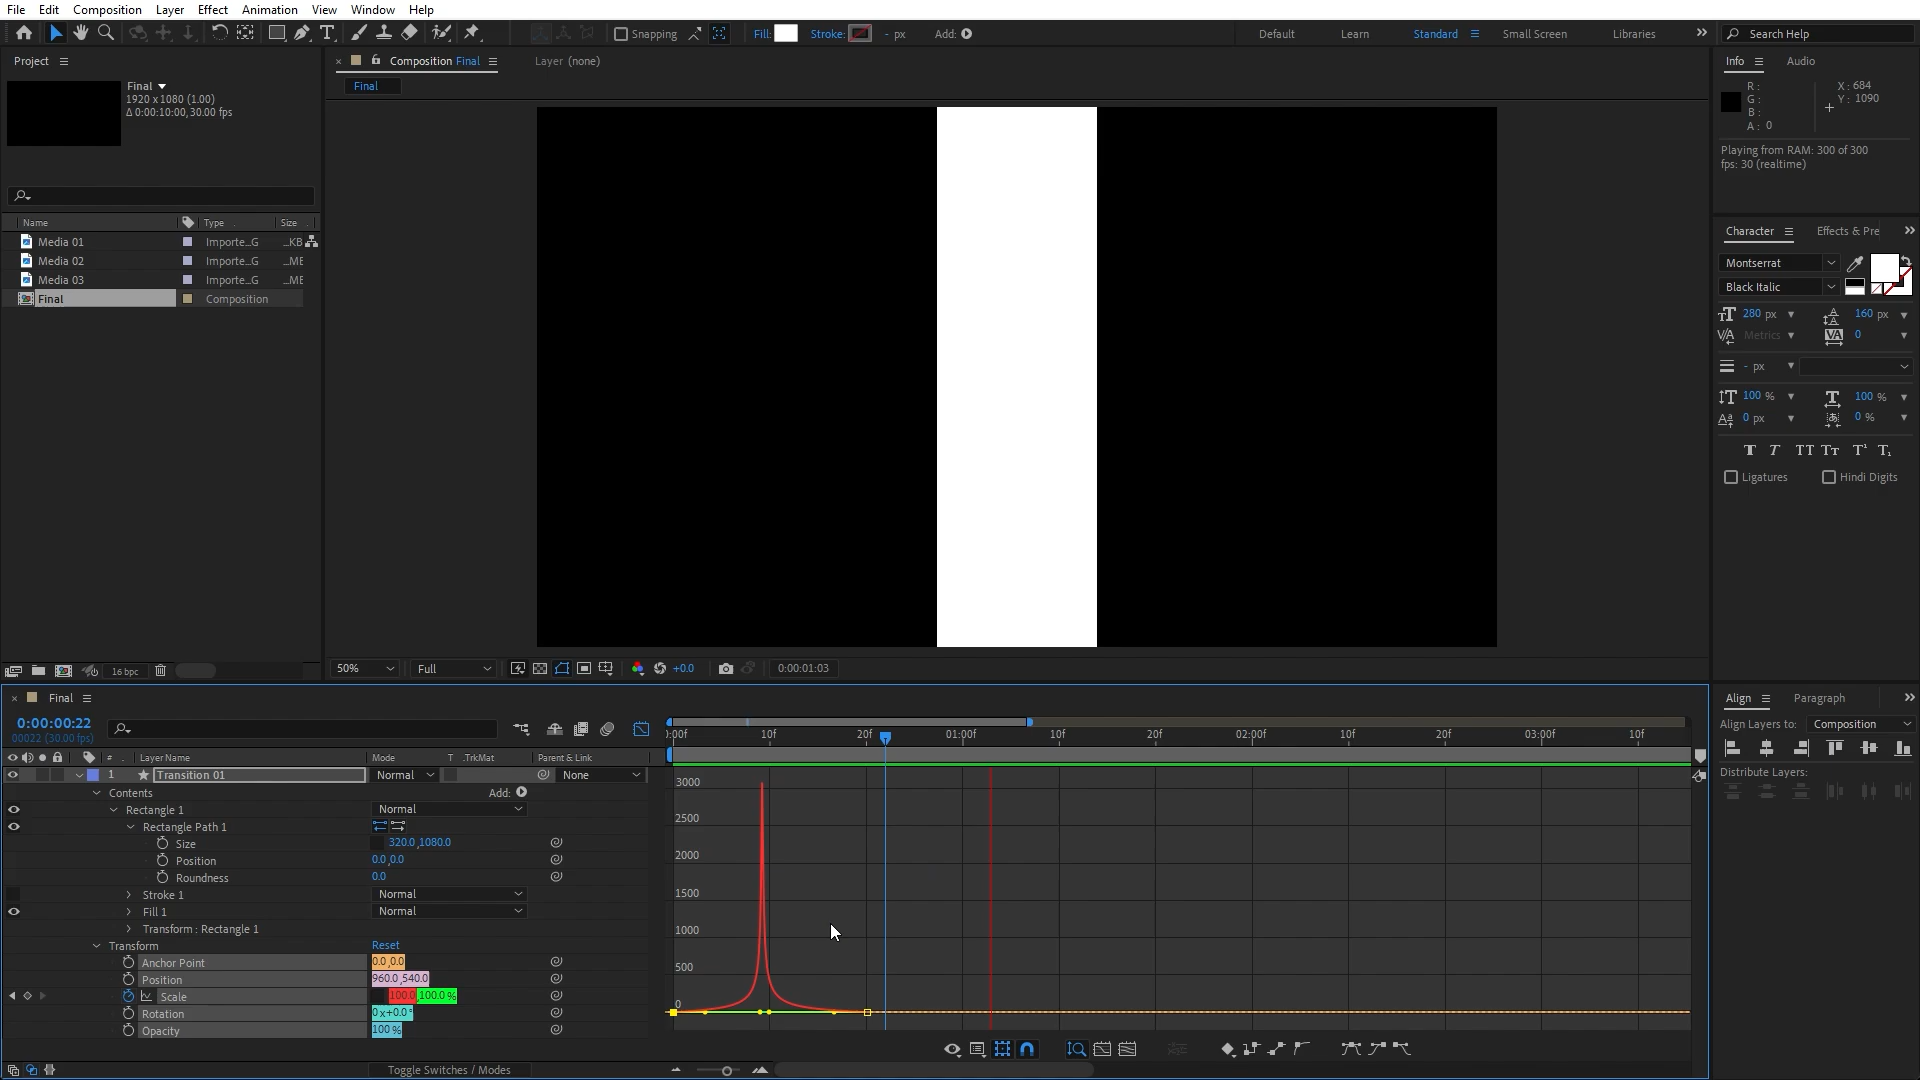 File Edit Composition Layer Effect Animation View Window Help
Snapping Fill: Stroke: - px Add: Default Learn Standard Small Screen Libraries Search Help
Project
Final
1920 x 1080 (1.00)
Δ 0:00:10:00, 30.00 fps
Name Type Size
Media 01 Importe...G ...KB
Media 02 Importe...G ...ME
Media 03 Importe...G ...ME
Final Composition
16 bpc
Composition Final Layer (none)
Final
50% Full +0.0 0:00:01:03
Info Audio
R :
G :
B :
A : 0
X : 684
Y : 1090
Playing from RAM: 300 of 300
fps: 30 (realtime)
Character Effects & Pre
Montserrat
Black Italic
280 px 160 px
Metrics 0
- px
100 % 100 %
0 px 0 %
T T TT Tt T¹ T₁
Ligatures Hindi Digits
Align Paragraph
Align Layers to: Composition
Distribute Layers:
Final
0:00:00:22
00022 (30.00 fps)
# Layer Name Mode T .TrkMat Parent & Link
1 Transition 01 Normal None
Contents Add:
Rectangle 1 Normal
Rectangle Path 1
Size 320.0,1080.0
Position 0.0,0.0
Roundness 0.0
Stroke 1 Normal
Fill 1 Normal
Transform : Rectangle 1
Transform Reset
Anchor Point 0.0,0.0
Position 960.0,540.0
Scale 100.0,100.0 %
Rotation 0x+0.0°
Opacity 100 %
Toggle Switches / Modes
0:00f 10f 20f 01:00f 10f 20f 02:00f 10f 20f 03:00f 10f
3000
2500
2000
1500
1000
500
0